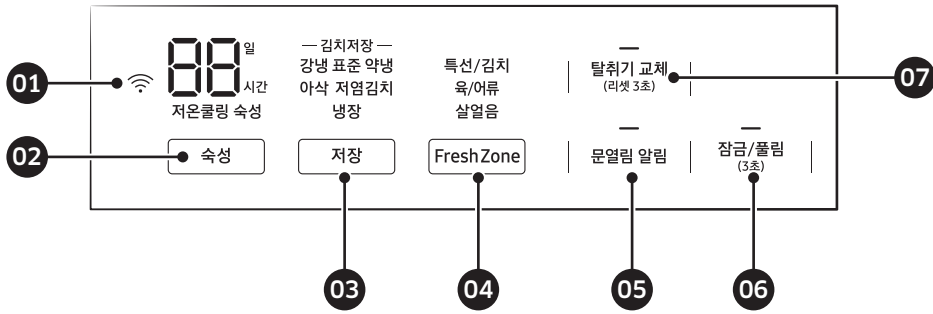 01
88 일
시간
저온쿨링 숙성
— 김치저장 —
강냉 표준 약냉
아삭 저염김치
냉장
특선/김치
육/어류
살얼음
탈취기 교체
(리셋 3초)
07
02
숙성
저장
FreshZone
문열림 알림
잠금/풀림
(3초)
03
04
05
06